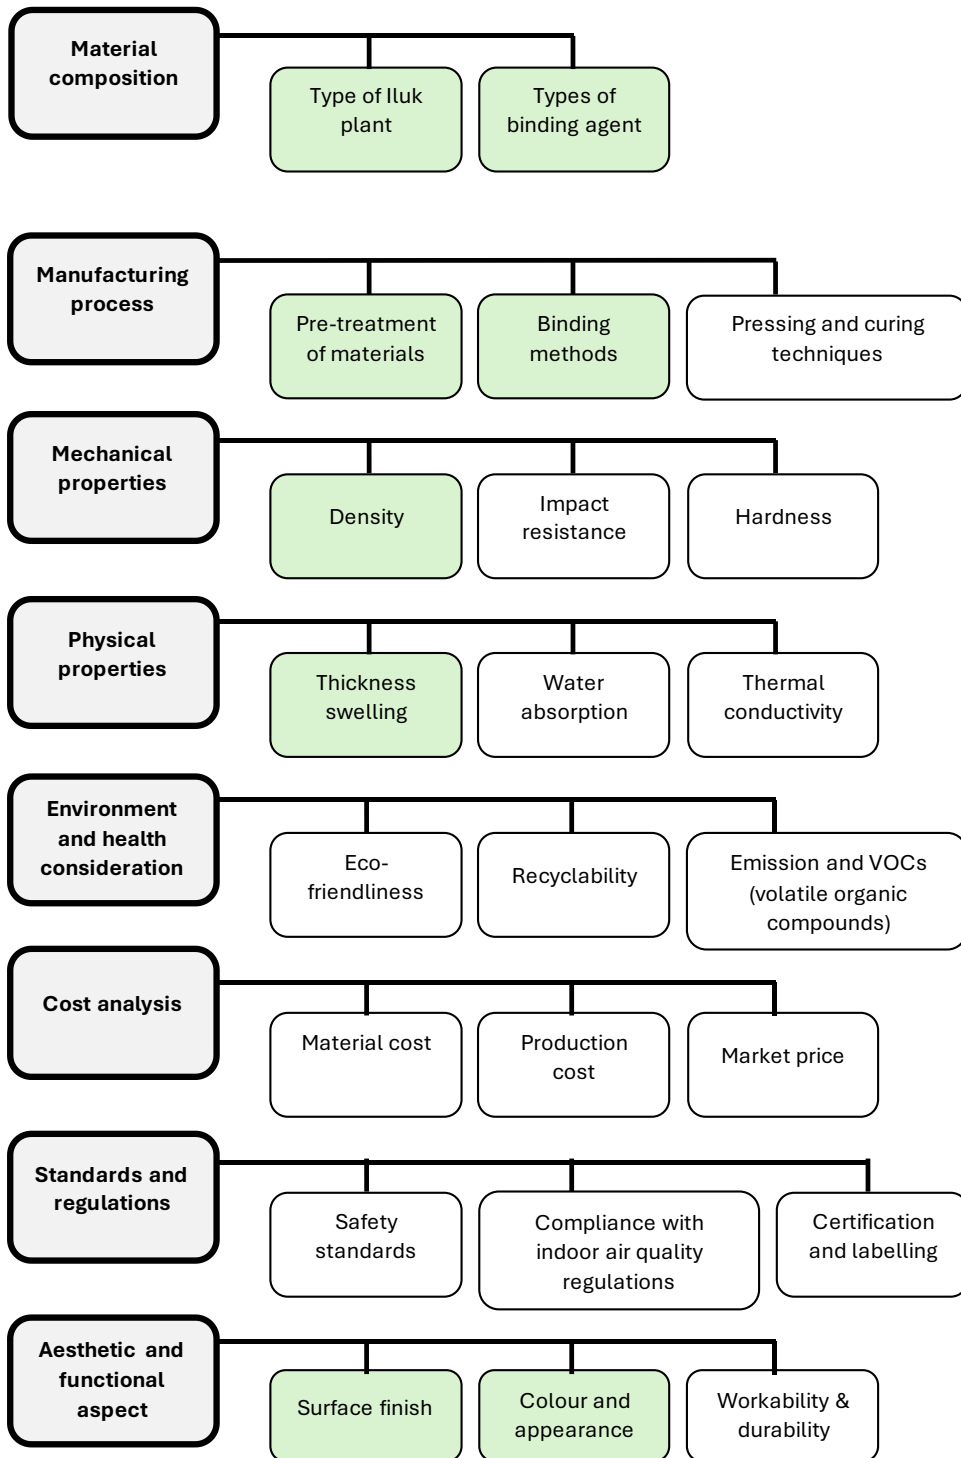 Material
composition
Type of Iluk
plant
Types of
binding agent
Manufacturing
process
Pre-treatment
of materials
Binding
methods
Pressing and curing
techniques
Mechanical
properties
Density
Impact
resistance
Hardness
Physical
properties
Thickness
swelling
Water
absorption
Thermal
conductivity
Environment
and health
consideration
Eco-
friendliness
Recyclability
Emission and VOCs
(volatile organic
compounds)
Cost analysis
Material cost
Production
cost
Market price
Standards and
regulations
Safety
standards
Compliance with
indoor air quality
regulations
Certification
and labelling
Aesthetic and
functional
aspect
Surface finish
Colour and
appearance
Workability &
durability